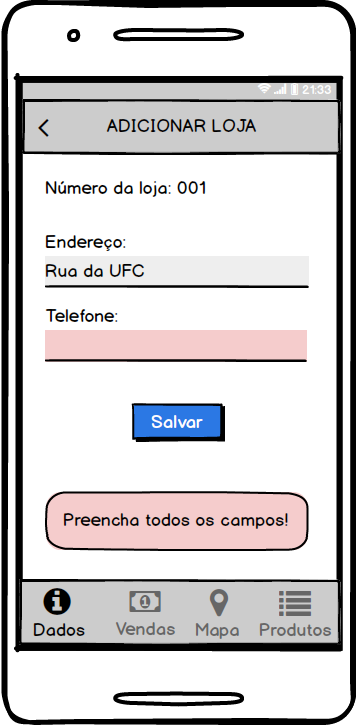 21:33
ADICIONAR LOJA
Número da loja: 001
Endereço:
Rua da UFC
Telefone:
Salvar
Preencha todos os campos!
1
Dados Vendas Mapa Produtos